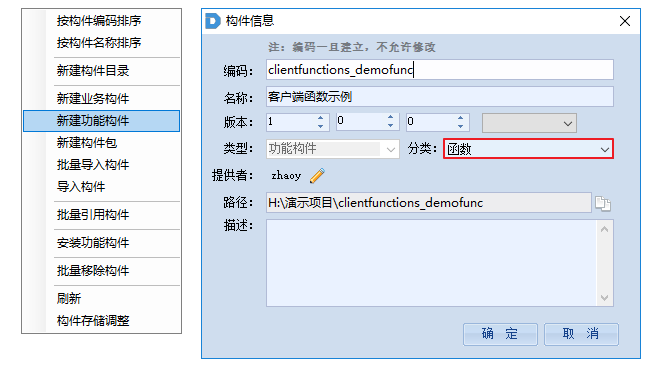 按构件编码排序
按构件名称排序
新建构件目录
新建业务构件
新建功能构件
新建构件包
批量导入构件
导入构件
批量引用构件
安装功能构件
批量移除构件
刷新
构件存储调整
构件信息
注：编码一旦建立，不允许修改
编码： clientfunctions_demofunc
名称： 客户端函数示例
版本： 1 0 0
类型： 功能构件 分类： 函数
提供者： zhaoy
路径： H:\演示项目\clientfunctions_demofunc
描述：
确 定 取 消